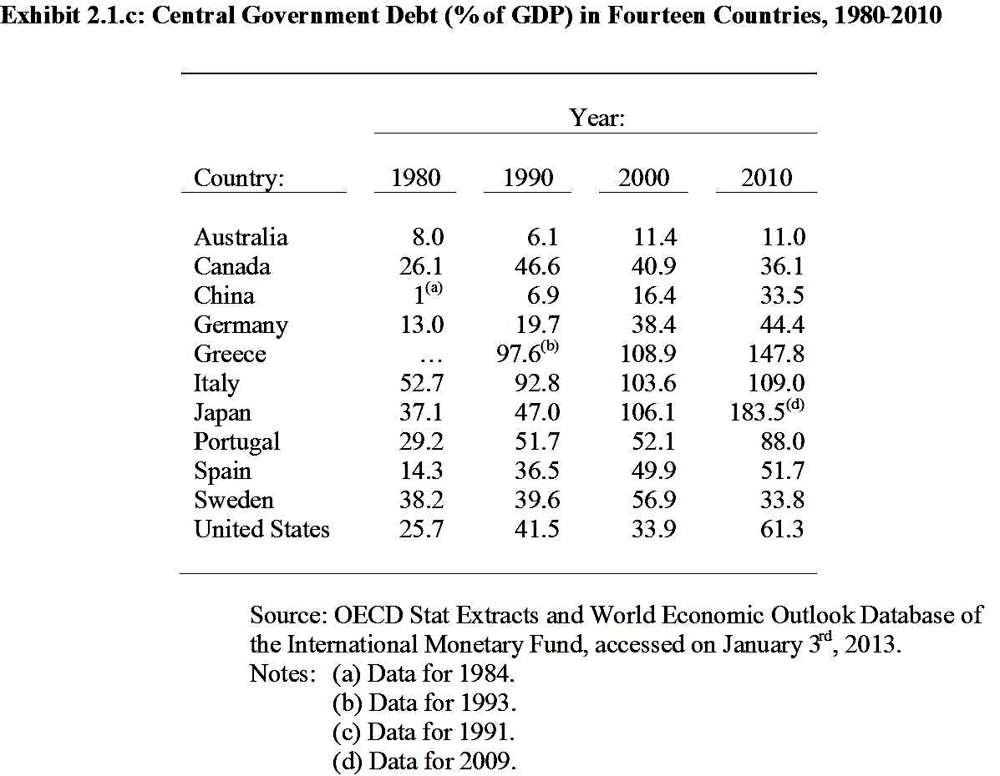 Exhibit 2.1.c: Central Government Debt (% of GDP) in Fourteen Countries, 1980-2010
Year:
Country: 1980 1990 2000 2010
Australia 8.0 6.1 11.4 11.0
Canada 26.1 46.6 40.9 36.1
China 1(a) 6.9 16.4 33.5
Germany 13.0 19.7 38.4 44.4
Greece … 97.6(b) 108.9 147.8
Italy 52.7 92.8 103.6 109.0
Japan 37.1 47.0 106.1 183.5(d)
Portugal 29.2 51.7 52.1 88.0
Spain 14.3 36.5 49.9 51.7
Sweden 38.2 39.6 56.9 33.8
United States 25.7 41.5 33.9 61.3
Source: OECD Stat Extracts and World Economic Outlook Database of
the International Monetary Fund, accessed on January 3rd, 2013.
Notes: (a) Data for 1984.
(b) Data for 1993.
(c) Data for 1991.
(d) Data for 2009.